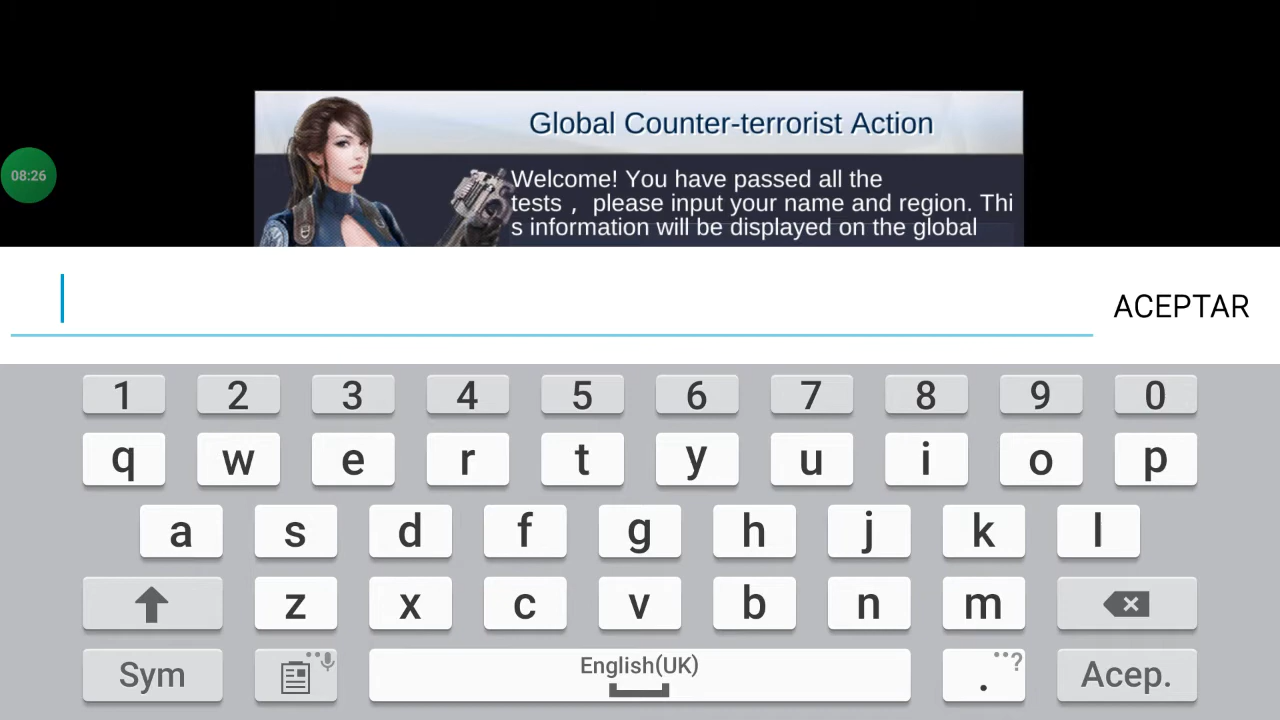 Global Counter-terrorist Action
08:26
Welcome! You have passed all the
tests , please input your name and region. Thi
s information will be displayed on the global
ACEPTAR
1 2 3 4 5 6 7 8 9 0
q w e r t y u i o p
a s d f g h j k l
z x c v b n m
Sym English(UK) . ? Acep.